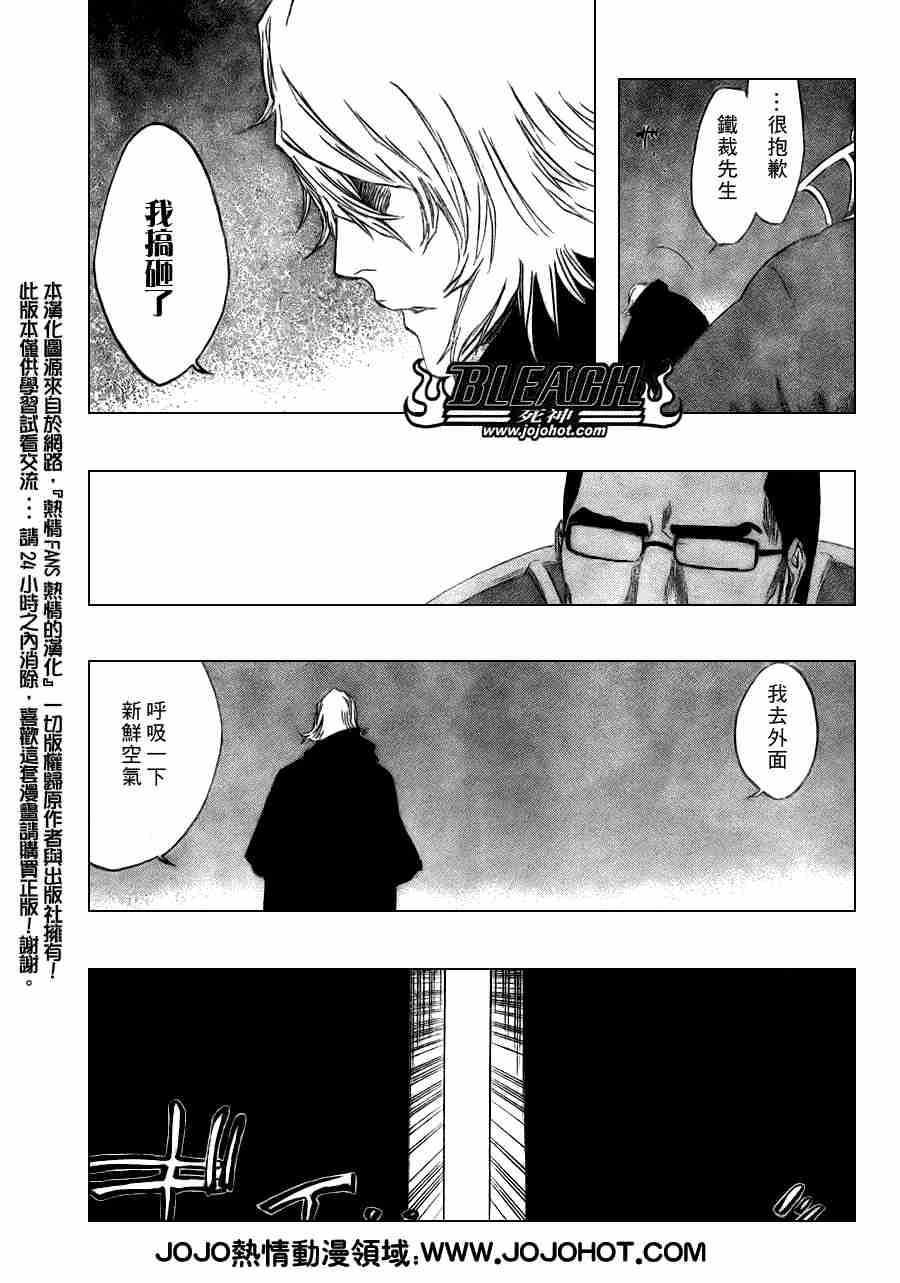 …很抱歉
鐵裁先生
我搞砸了
BLEACH
死神
www.jojohot.com
我去外面
呼吸一下
新鮮空氣
本漢化圖源來自於網路，『熱情FANS熱情的漢化』一切版權歸原作者與出版社擁有！
此版本僅供學習試看交流…請24小時之內消除，喜歡這套漫畫請購買正版！謝謝。
JOJO熱情動漫領域:WWW.JOJOHOT.COM